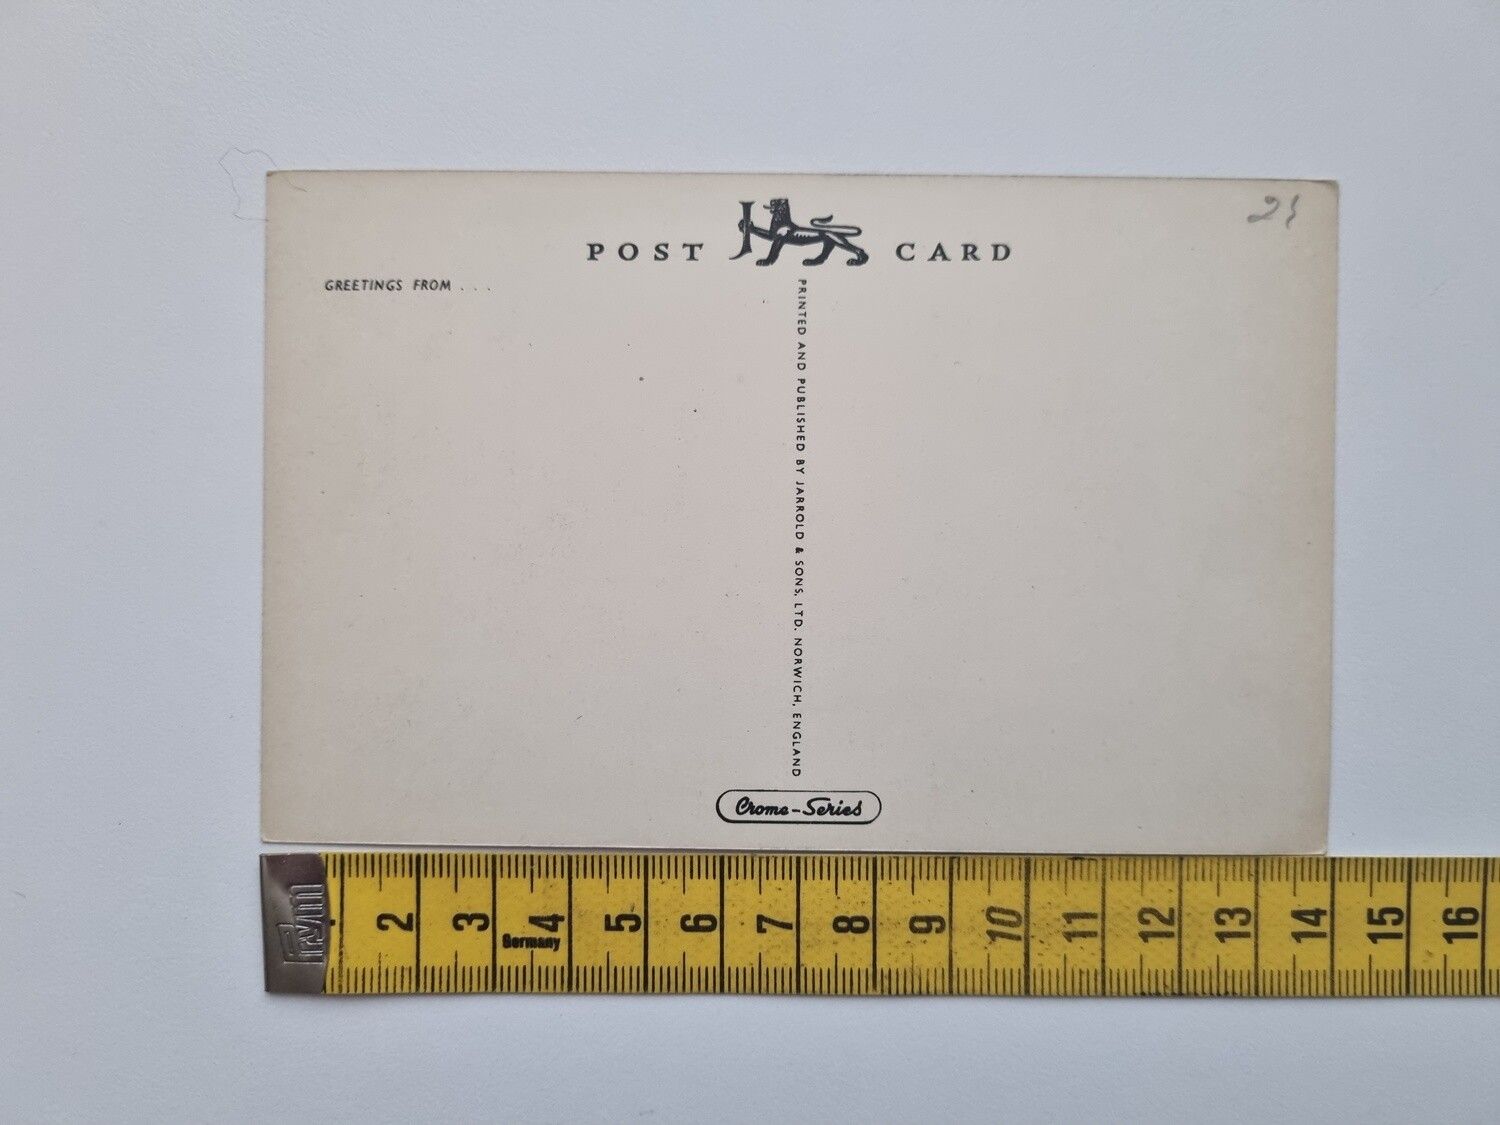 21
POST J CARD
GREETINGS FROM . . .
PRINTED AND PUBLISHED BY JARROLD & SONS, LTD. NORWICH, ENGLAND
Crome-Series
Prym
2 3 4 5 6 7 8 9 10 11 12 13 14 15 16
Germany